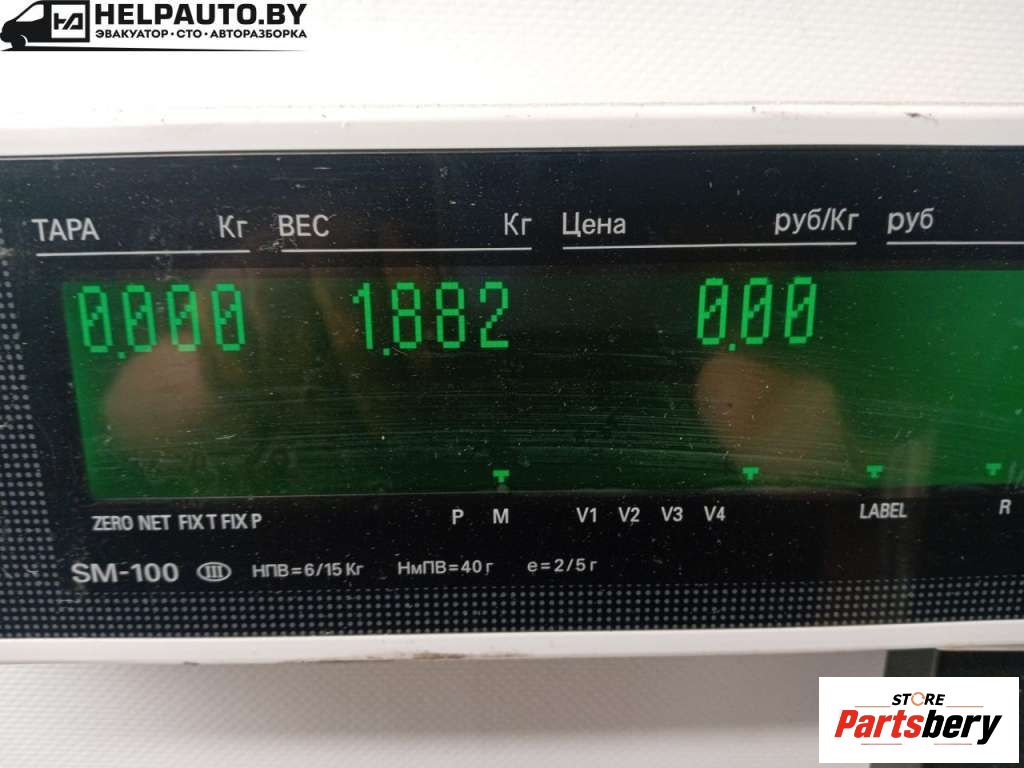 HELPAUTO.BY
ЭВАКУАТОР · СТО · АВТОРАЗБОРКА
ТАРА Кг ВЕС Кг Цена руб/Кг руб
0.000 1.882 0.00
ZERO NET FIX T FIX P P M V1 V2 V3 V4 LABEL R
SM-100 III НПВ=6/15 Кг НмПВ=40 г e=2/5 г
STORE
Partsbery